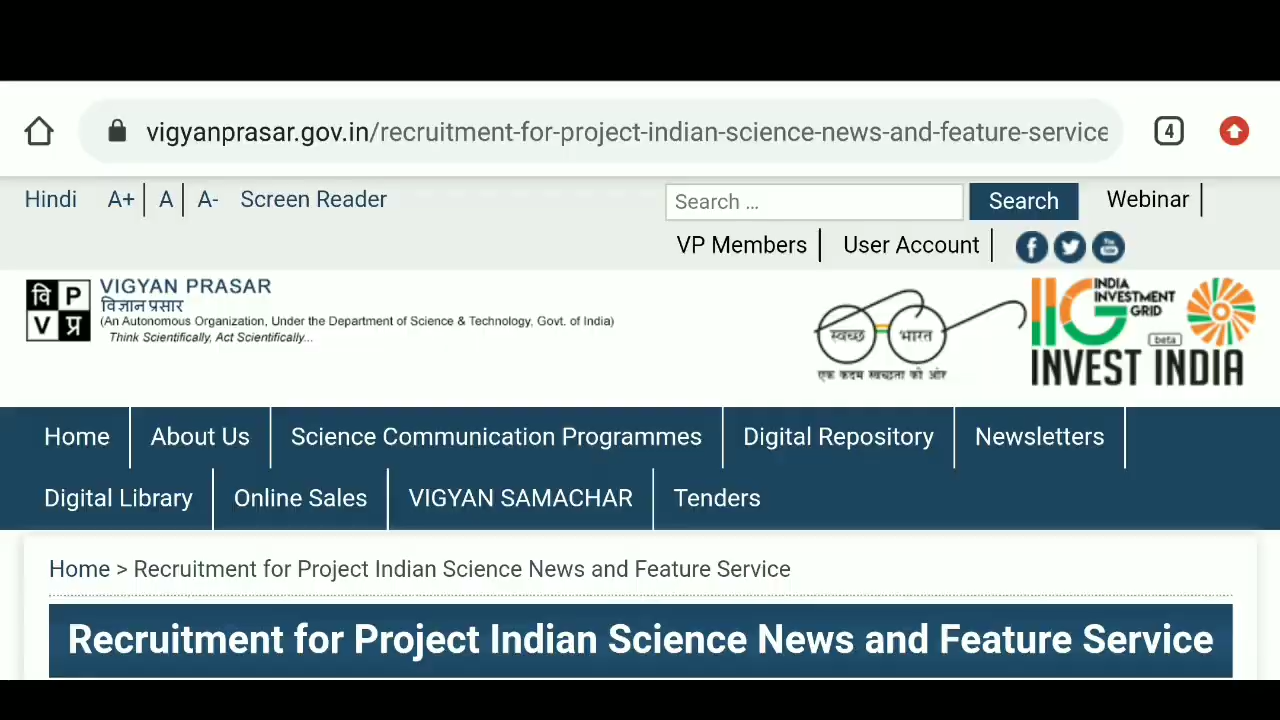 vigyanprasar.gov.in/recruitment-for-project-indian-science-news-and-feature-service
4
Hindi A+ A A- Screen Reader
Search ... Search Webinar
VP Members User Account
You
वि P
V प्र
VIGYAN PRASAR
विज्ञान प्रसार
(An Autonomous Organization, Under the Department of Science & Technology, Govt. of India)
Think Scientifically, Act Scientifically...
स्वच्छ भारत
एक कदम स्वच्छता की ओर
IIG
INDIA
INVESTMENT
GRID
beta
INVEST INDIA
Home About Us Science Communication Programmes Digital Repository Newsletters
Digital Library Online Sales VIGYAN SAMACHAR Tenders
Home > Recruitment for Project Indian Science News and Feature Service
Recruitment for Project Indian Science News and Feature Service